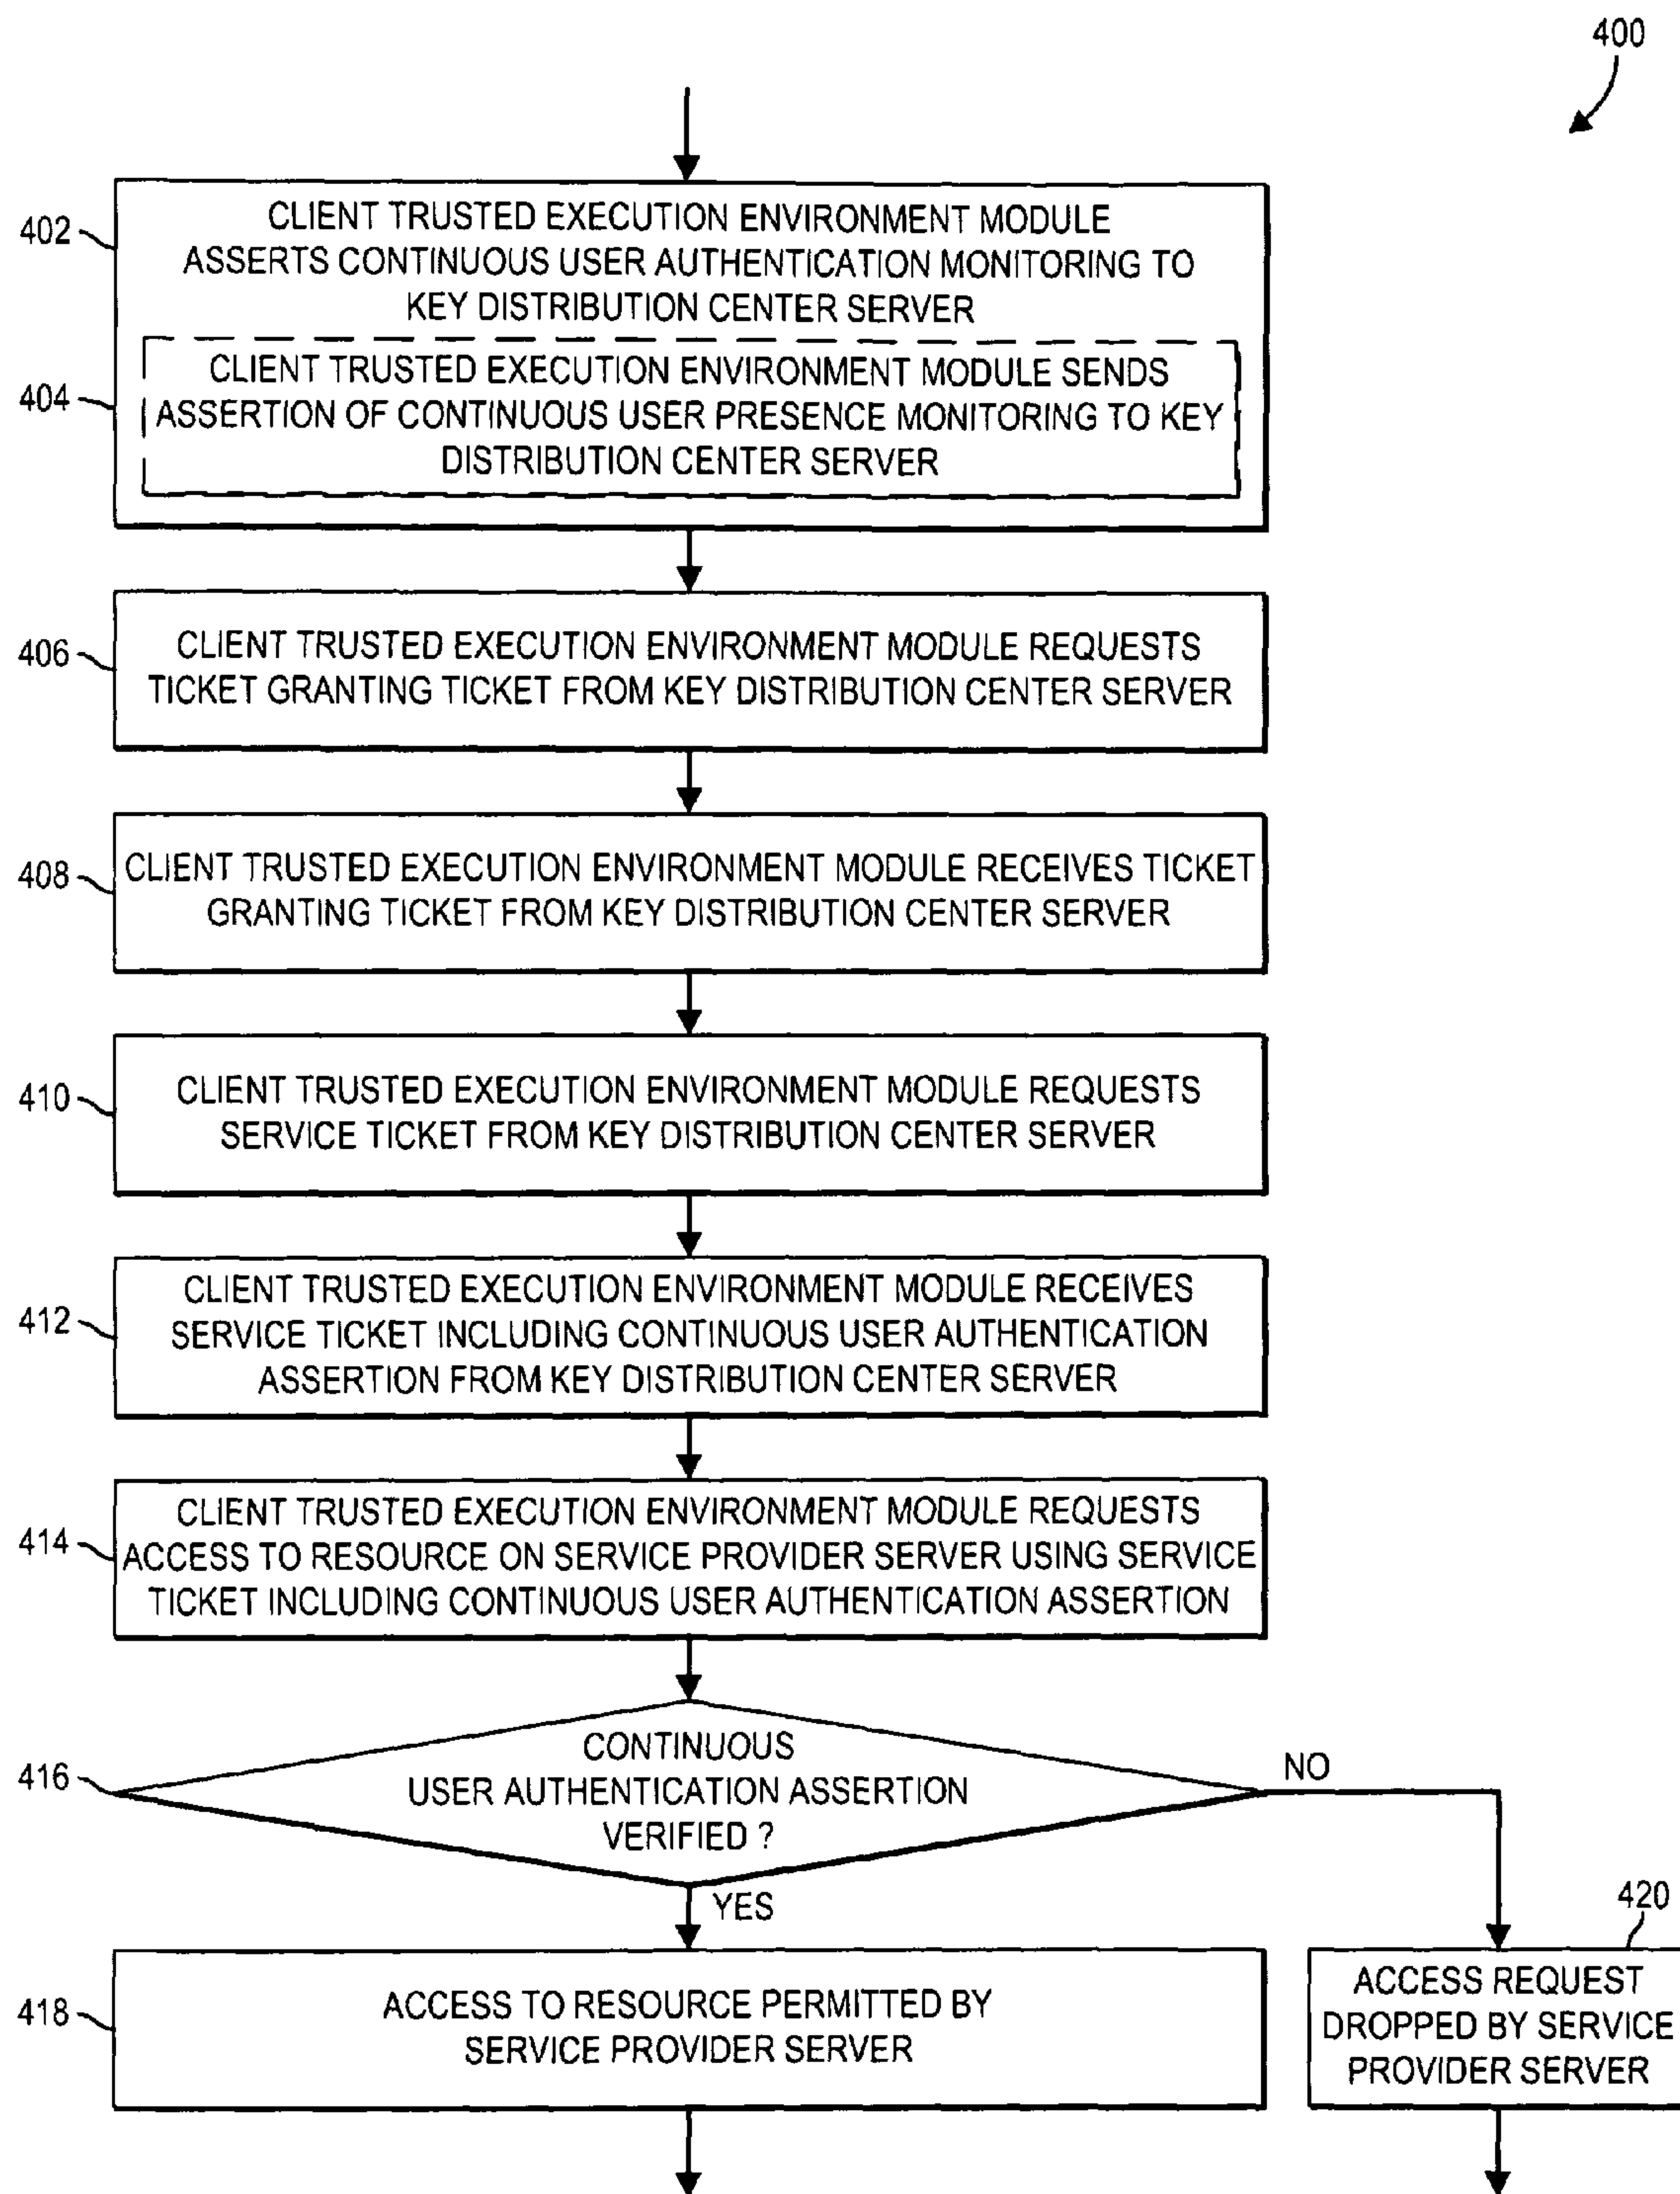 400
402
CLIENT TRUSTED EXECUTION ENVIRONMENT MODULE
ASSERTS CONTINUOUS USER AUTHENTICATION MONITORING TO
KEY DISTRIBUTION CENTER SERVER
404
CLIENT TRUSTED EXECUTION ENVIRONMENT MODULE SENDS
ASSERTION OF CONTINUOUS USER PRESENCE MONITORING TO KEY
DISTRIBUTION CENTER SERVER
406
CLIENT TRUSTED EXECUTION ENVIRONMENT MODULE REQUESTS
TICKET GRANTING TICKET FROM KEY DISTRIBUTION CENTER SERVER
408
CLIENT TRUSTED EXECUTION ENVIRONMENT MODULE RECEIVES TICKET
GRANTING TICKET FROM KEY DISTRIBUTION CENTER SERVER
410
CLIENT TRUSTED EXECUTION ENVIRONMENT MODULE REQUESTS
SERVICE TICKET FROM KEY DISTRIBUTION CENTER SERVER
412
CLIENT TRUSTED EXECUTION ENVIRONMENT MODULE RECEIVES
SERVICE TICKET INCLUDING CONTINUOUS USER AUTHENTICATION
ASSERTION FROM KEY DISTRIBUTION CENTER SERVER
414
CLIENT TRUSTED EXECUTION ENVIRONMENT MODULE REQUESTS
ACCESS TO RESOURCE ON SERVICE PROVIDER SERVER USING SERVICE
TICKET INCLUDING CONTINUOUS USER AUTHENTICATION ASSERTION
416
CONTINUOUS
USER AUTHENTICATION ASSERTION
VERIFIED ?
NO
YES
418
ACCESS TO RESOURCE PERMITTED BY
SERVICE PROVIDER SERVER
420
ACCESS REQUEST
DROPPED BY SERVICE
PROVIDER SERVER